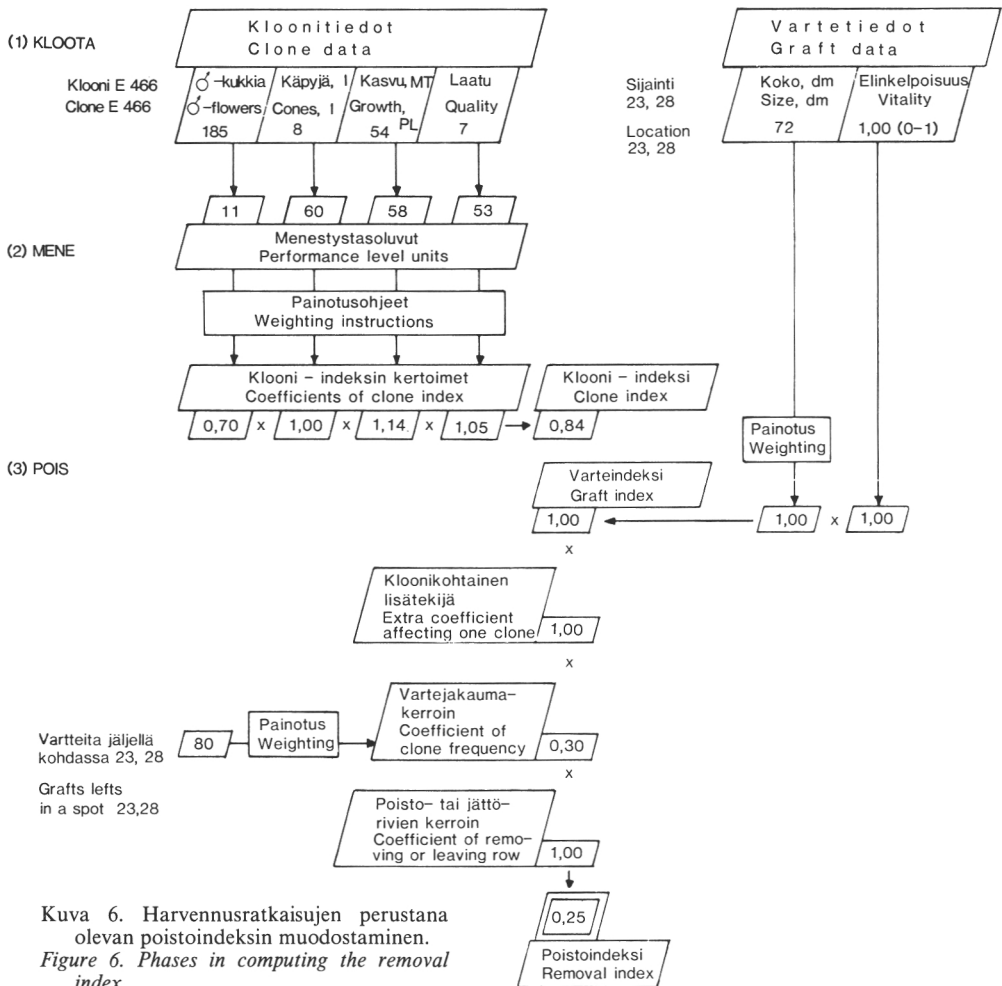 (1) KLOOTA
Kloonitiedot
Clone data
Klooni E 466
Clone E 466
♂-kukkia
♂-flowers
185
Käpyjä, l
Cones, l
8
Kasvu, MT
Growth, PL
54
Laatu
Quality
7
Vartetiedot
Graft data
Sijainti
23, 28
Location
23, 28
Koko, dm
Size, dm
72
Elinkelpoisuus
Vitality
1,00 (0-1)
11 60 58 53
(2) MENE
Menestystasoluvut
Performance level units
Painotusohjeet
Weighting instructions
Klooni - indeksin kertoimet
Coefficients of clone index
0,70 x 1,00 x 1,14 x 1,05
Klooni - indeksi
Clone index
0,84
Painotus
Weighting
(3) POIS
Varteindeksi
Graft index
1,00
1,00 x 1,00
x
Kloonikohtainen
lisätekijä
Extra coefficient
affecting one clone
1,00
x
Vartteita jäljellä
kohdassa 23, 28
Grafts lefts
in a spot 23,28
80
Painotus
Weighting
Vartejakauma-
kerroin
Coefficient of
clone frequency
0,30
x
Poisto- tai jättö-
rivien kerroin
Coefficient of remo-
ving or leaving row
1,00
0,25
Poistoindeksi
Removal index
Kuva 6. Harvennusratkaisujen perustana
olevan poistoindeksin muodostaminen.
Figure 6. Phases in computing the removal
index.